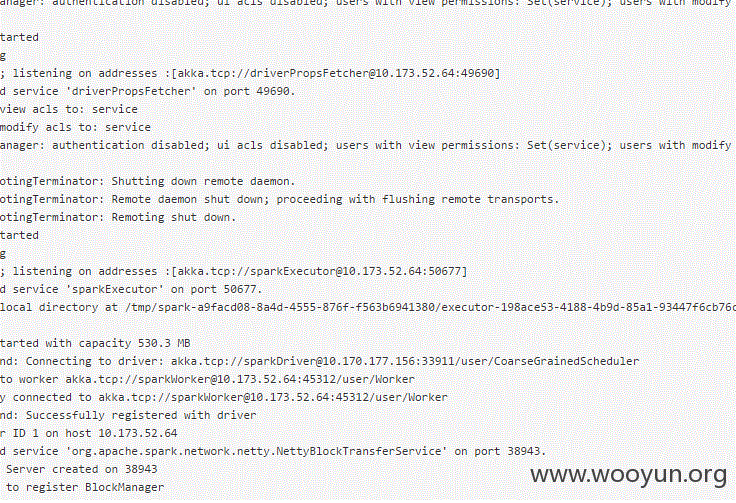 anager: authentication disabled; ui acls disabled; users with view permissions: Set(service); users with modify
tarted
g
; listening on addresses :[akka.tcp://driverPropsFetcher@10.173.52.64:49690]
d service 'driverPropsFetcher' on port 49690.
view acls to: service
modify acls to: service
anager: authentication disabled; ui acls disabled; users with view permissions: Set(service); users with modify
otingTerminator: Shutting down remote daemon.
otingTerminator: Remote daemon shut down; proceeding with flushing remote transports.
otingTerminator: Remoting shut down.
tarted
g
; listening on addresses :[akka.tcp://sparkExecutor@10.173.52.64:50677]
d service 'sparkExecutor' on port 50677.
local directory at /tmp/spark-a9facd08-8a4d-4555-876f-f563b6941380/executor-198ace53-4188-4b9d-85a1-93447f6cb76c
tarted with capacity 530.3 MB
nd: Connecting to driver: akka.tcp://sparkDriver@10.170.177.156:33911/user/CoarseGrainedScheduler
to worker akka.tcp://sparkWorker@10.173.52.64:45312/user/Worker
y connected to akka.tcp://sparkWorker@10.173.52.64:45312/user/Worker
nd: Successfully registered with driver
r ID 1 on host 10.173.52.64
d service 'org.apache.spark.network.netty.NettyBlockTransferService' on port 38943.
Server created on 38943
to register BlockManager
www.wooyun.org